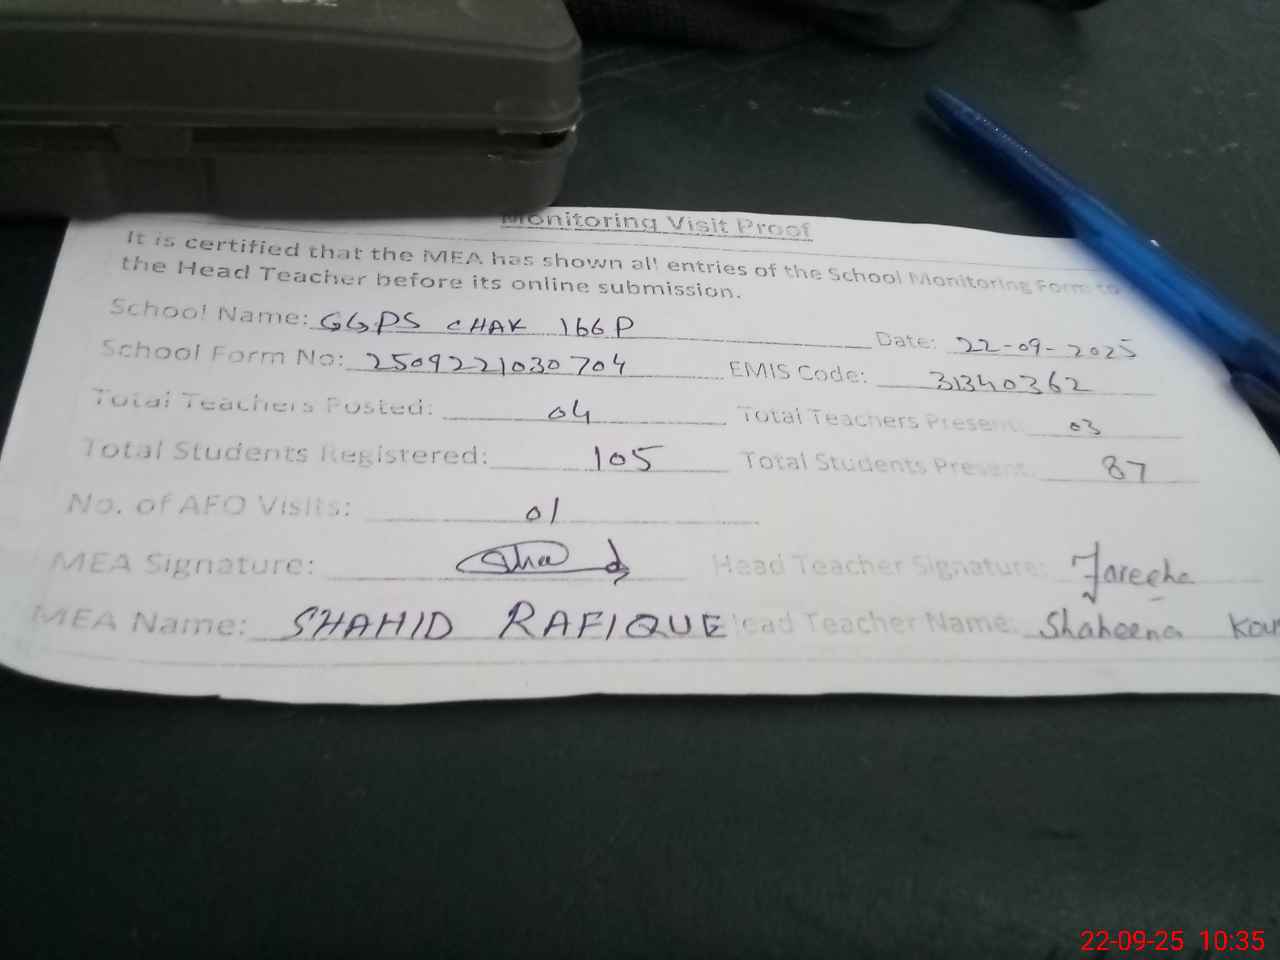 Monitoring Visit Proof
It is certified that the MEA has shown all entries of the School Monitoring Form to
the Head Teacher before its online submission.
School Name: GGPS CHAK 166P Date: 22-09-2025
School Form No: 2509221030704 EMIS Code: 31340362
Total Teachers Posted: 04 Total Teachers Present: 03
Total Students Registered: 105 Total Students Present: 87
No. of AEO Visits: 01
MEA Signature: Head Teacher Signature:
MEA Name: SHAHID RAFIQUE Head Teacher Name: Shaheena Kou
22-09-25 10:35